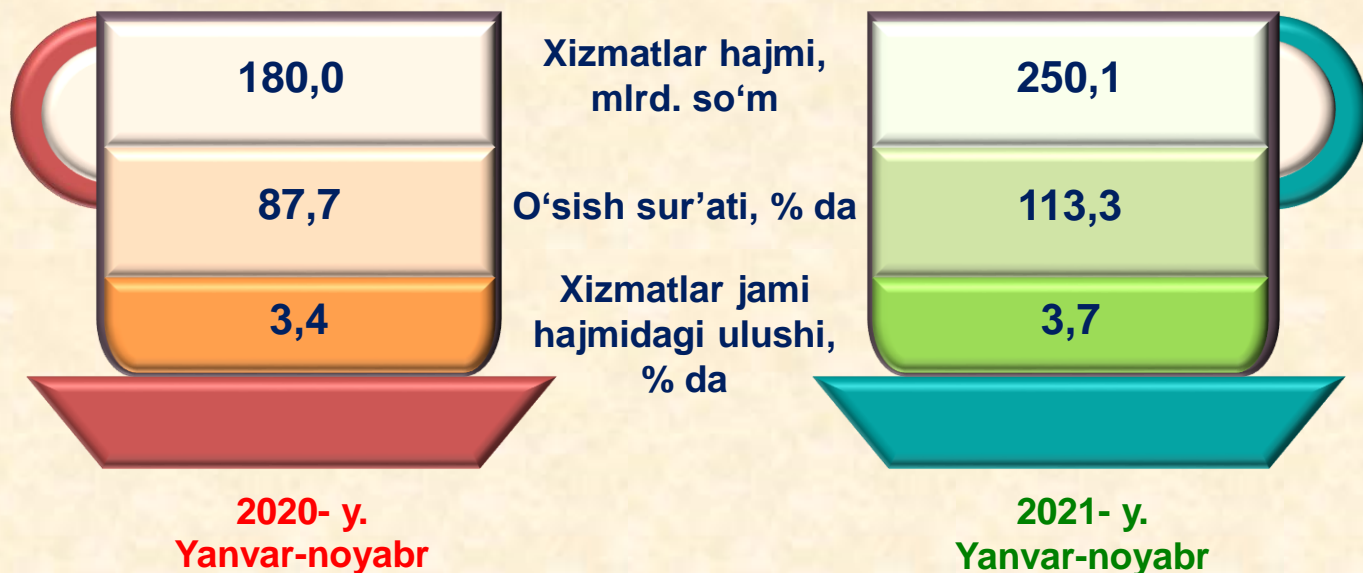 180,0
Xizmatlar hajmi,
mlrd. so‘m
250,1
87,7
O‘sish sur’ati, % da
113,3
3,4
Xizmatlar jami
hajmidagi ulushi,
% da
3,7
2020- y.
Yanvar-noyabr
2021- y.
Yanvar-noyabr